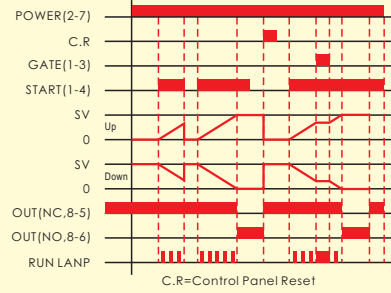 POWER(2-7)
C.R
GATE(1-3)
START(1-4)
SV
Up
0
SV
Down
0
OUT(NC,8-5)
OUT(NO,8-6)
RUN LANP
C.R=Control Panel Reset